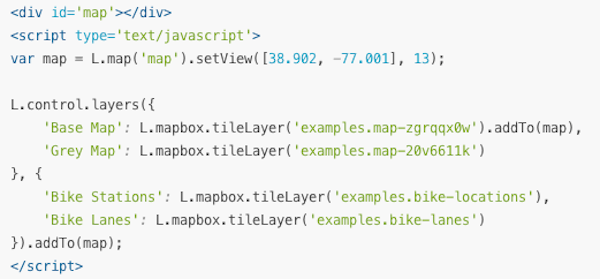 <div id='map'></div>
<script type='text/javascript'>
var map = L.map('map').setView([38.902, -77.001], 13);
L.control.layers({
'Base Map': L.mapbox.tileLayer('examples.map-zgrqqx0w').addTo(map),
'Grey Map': L.mapbox.tileLayer('examples.map-20v6611k')
}, {
'Bike Stations': L.mapbox.tileLayer('examples.bike-locations'),
'Bike Lanes': L.mapbox.tileLayer('examples.bike-lanes')
}).addTo(map);
</script>